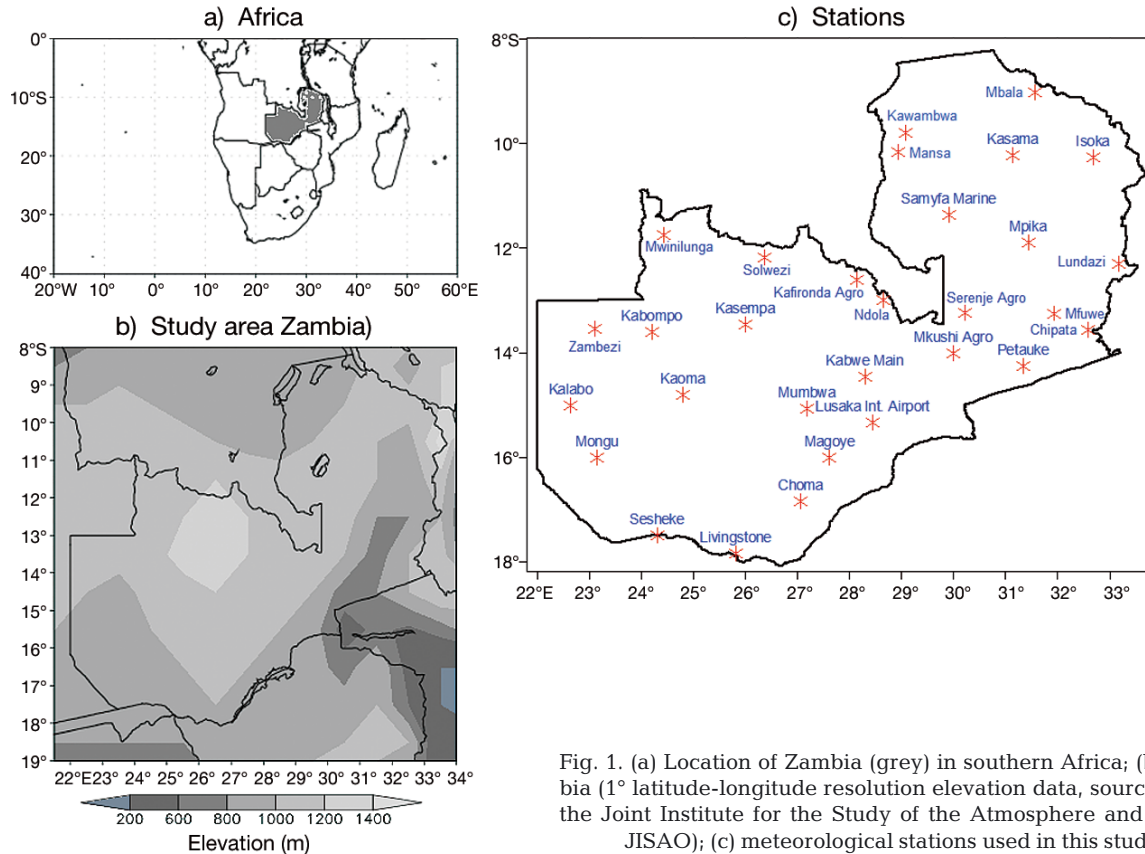 a) Africa
0°
10°S
20°
30°
40°
20°W 10° 0° 10° 20° 30° 40° 50° 60°E
b) Study area Zambia)
8°S
9°
10°
11°
12°
13°
14°
15°
16°
17°
18°
19°
22°E23° 24° 25° 26° 27° 28° 29° 30° 31° 32° 33° 34°
200 600 800 1000 1200 1400
Elevation (m)
c) Stations
8°S
10°
12°
14°
16°
18°
22°E 23° 24° 25° 26° 27° 28° 29° 30° 31° 32° 33°
Mbala
Kawambwa
Mansa
Kasama
Isoka
Samyfa Marine
Mpika
Lundazi
Mwinilunga
Solwezi
Kafironda Agro
Ndola
Serenje Agro
Mfuwe
Chipata
Kabompo
Kasempa
Zambezi
Mkushi Agro
Petauke
Kabwe Main
Kalabo
Kaoma
Mumbwa
Lusaka Int. Airport
Mongu
Magoye
Choma
Sesheke
Livingstone
Fig. 1. (a) Location of Zambia (grey) in southern Africa; (
bia (1° latitude-longitude resolution elevation data, sourc
the Joint Institute for the Study of the Atmosphere and
JISAO); (c) meteorological stations used in this stud